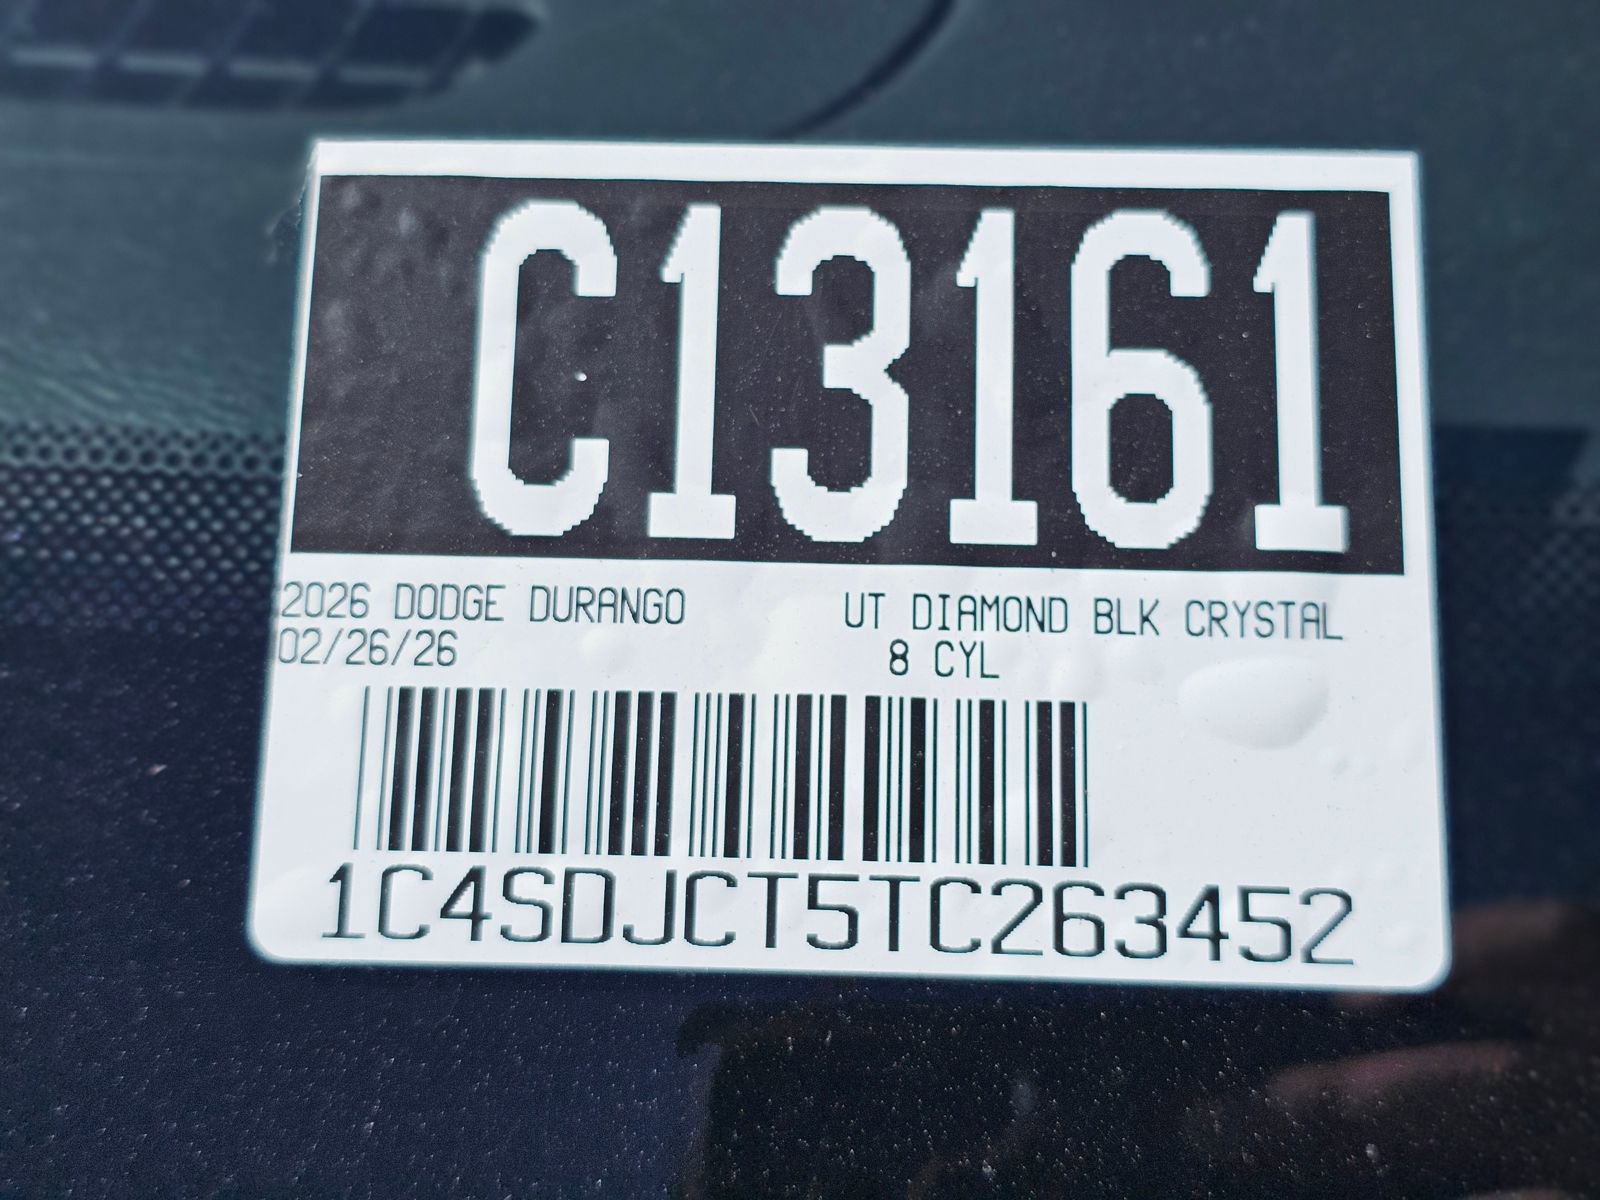 C13161
2026 DODGE DURANGO UT DIAMOND BLK CRYSTAL
02/26/26 8 CYL
1C4SDJCT5TC263452